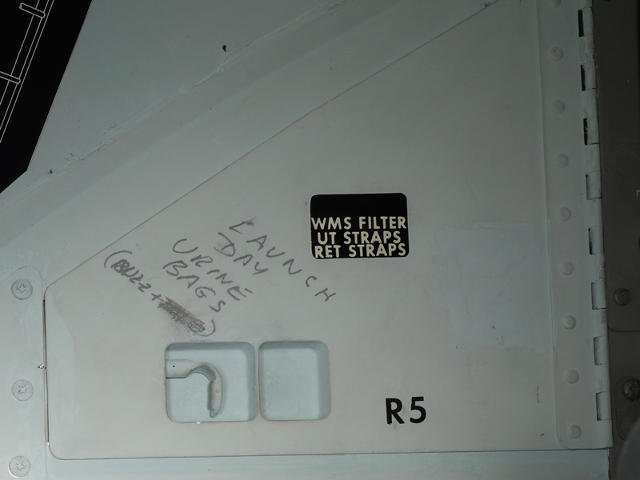 WMS FILTER
UT STRAPS
RET STRAPS
LAUNCH
DAY
URINE
BAGS
(BUZZ +
R5